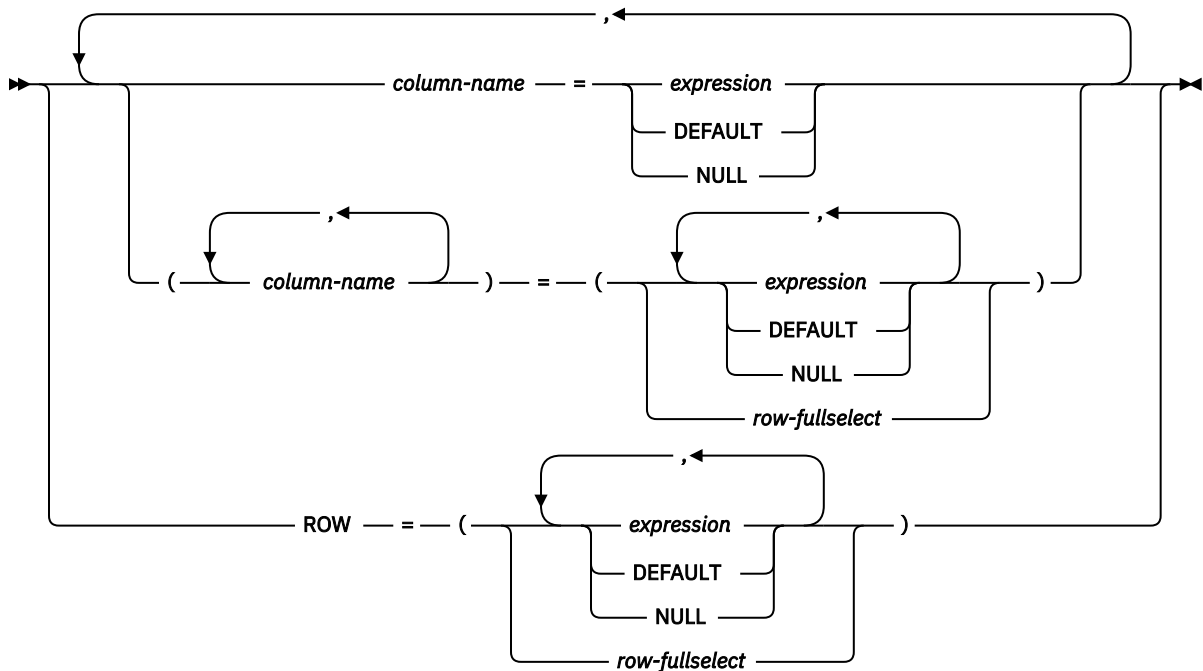 ,
column-name = expression
DEFAULT
NULL
, ,
( column-name ) = ( expression )
DEFAULT
NULL
row-fullselect
,
ROW = ( expression )
DEFAULT
NULL
row-fullselect